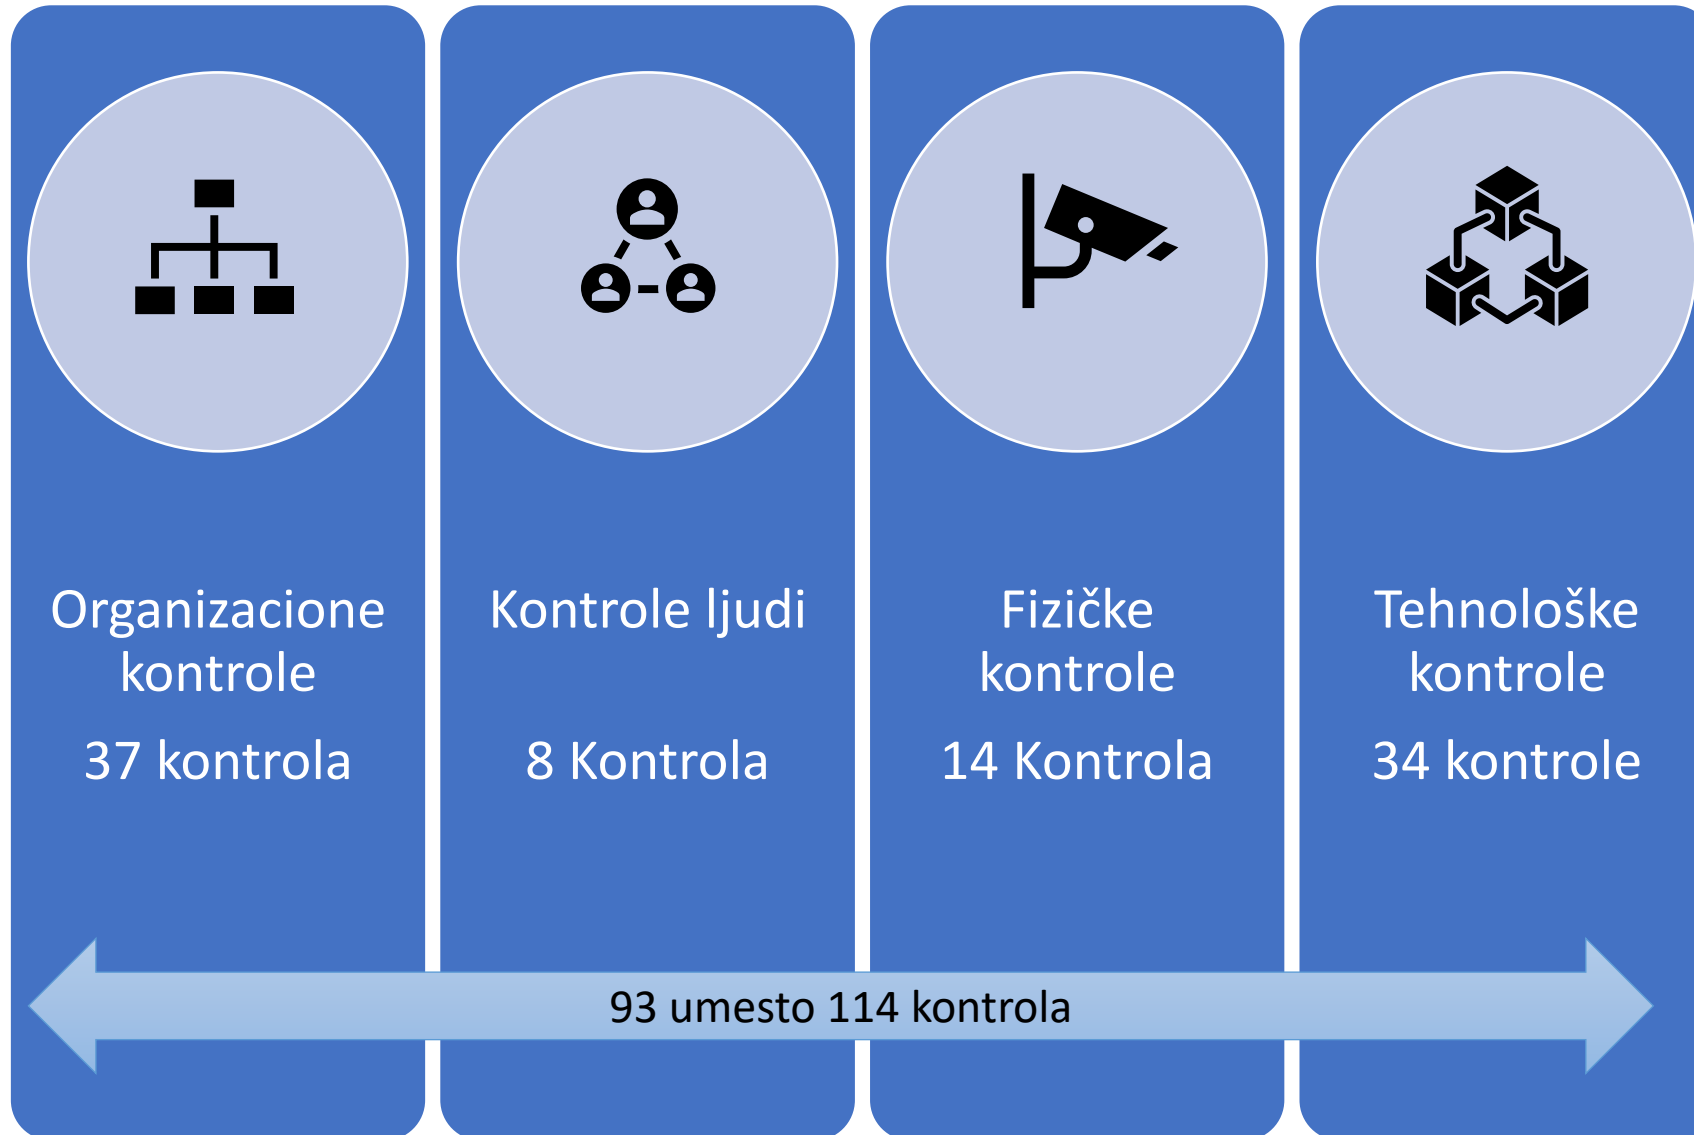 Organizacione
kontrole
37 kontrola
Kontrole ljudi
8 Kontrola
Fizičke
kontrole
14 Kontrola
Tehnološke
kontrole
34 kontrole
93 umesto 114 kontrola